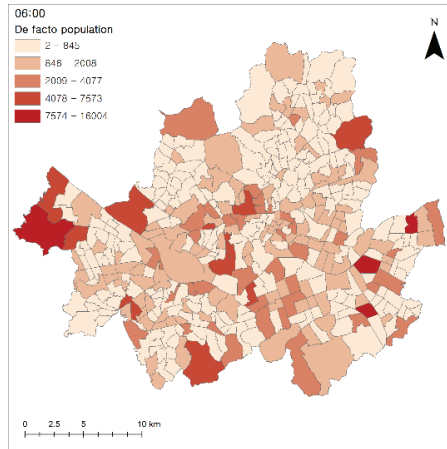 06:00
De facto population
2 - 845
846 - 2008
2009 - 4077
4078 - 7573
7574 - 16004
N
0 2.5 5 10 km